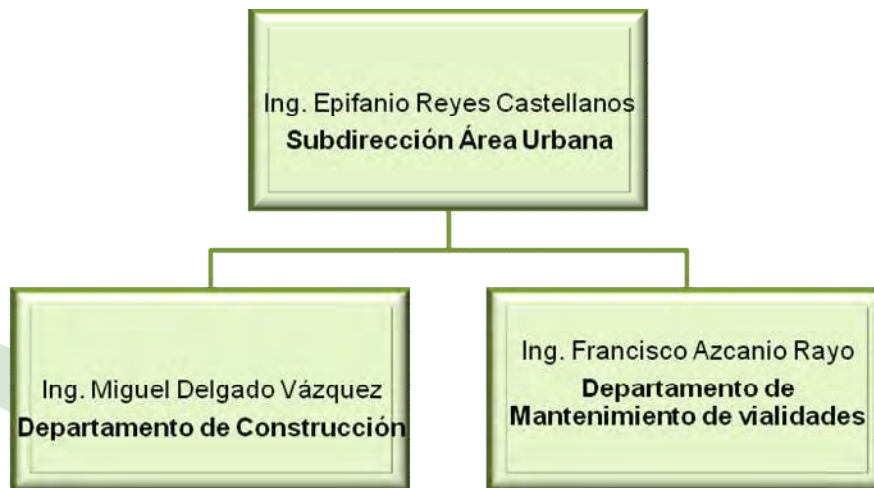 Ing. Epifanio Reyes Castellanos
Subdirección Área Urbana
Ing. Miguel Delgado Vázquez
Departamento de Construcción
Ing. Francisco Azcanio Rayo
Departamento de
Mantenimiento de vialidades